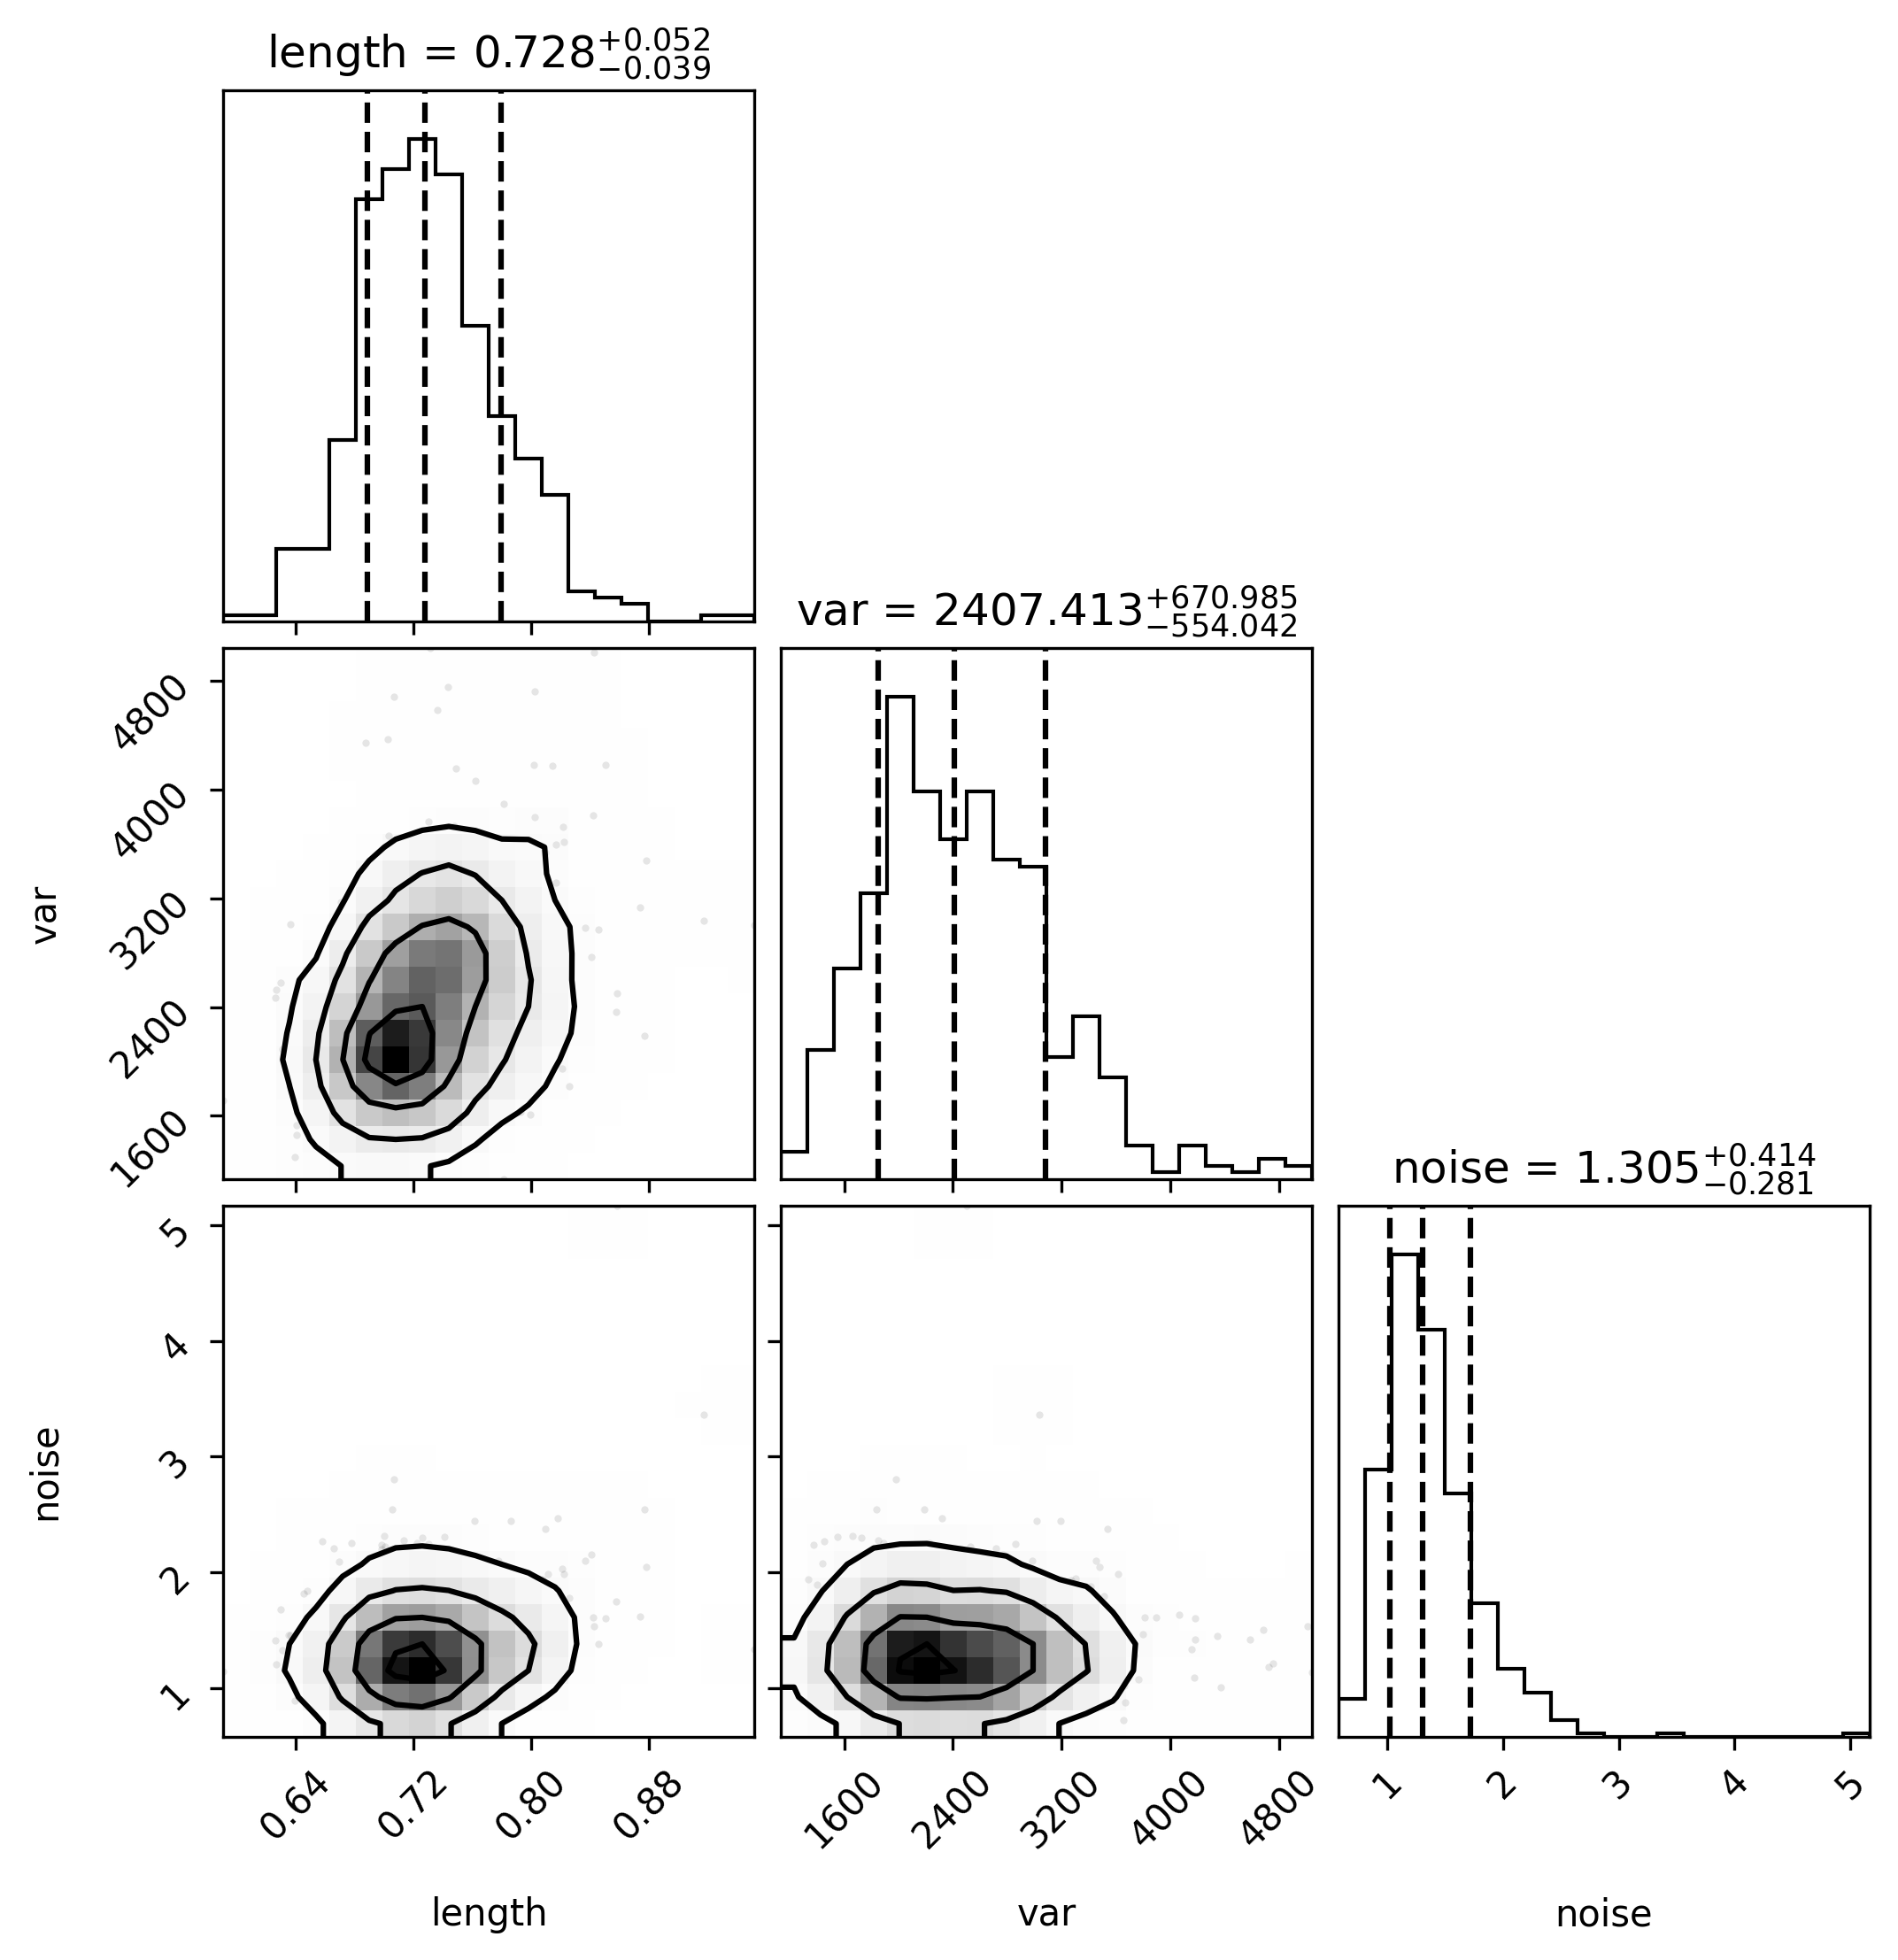 length = 0.728+0.052
−0.039
var = 2407.413+670.985
−554.042
4800
4000
3200
2400
1600
var
noise = 1.305+0.414
−0.281
5
4
3
2
1
noise
0.64 0.72 0.80 0.88 1600 2400 3200 4000 4800 1 2 3 4 5
length var noise